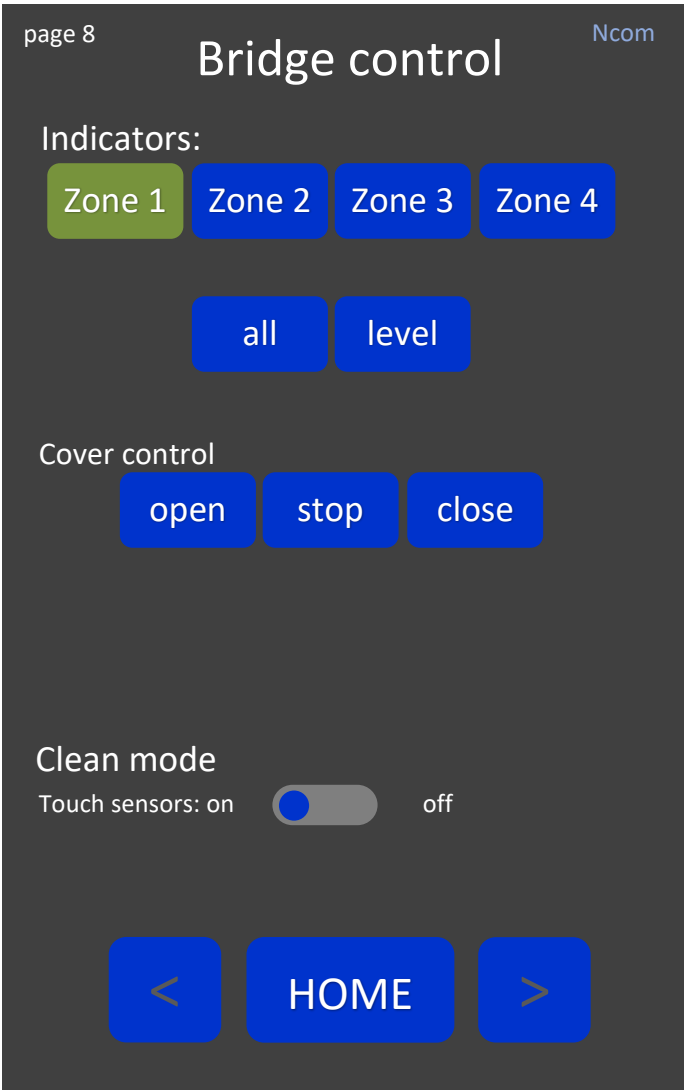 page 8
Ncom
Bridge control
Indicators:
Zone 1 Zone 2 Zone 3 Zone 4
all level
Cover control
open stop close
Clean mode
Touch sensors: on off
< HOME >